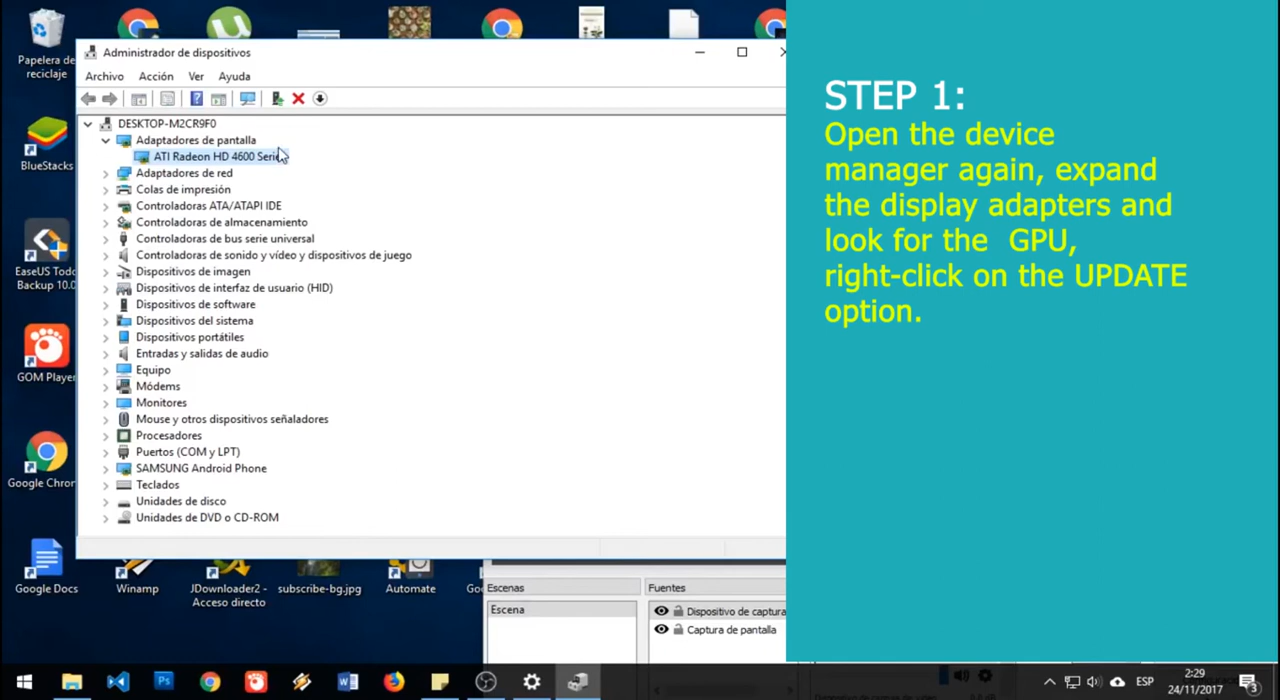 Papelera de
reciclaje
BlueStacks
EaseUS Todo
Backup 10.0
GOM Player
Google Chrom
Google Docs
Winamp
JDownloader2 -
Acceso directo
subscribe-bg.jpg
Automate
Goo
Administrador de dispositivos
Archivo Acción Ver Ayuda
DESKTOP-M2CR9F0
Adaptadores de pantalla
ATI Radeon HD 4600 Serie
Adaptadores de red
Colas de impresión
Controladoras ATA/ATAPI IDE
Controladoras de almacenamiento
Controladoras de bus serie universal
Controladoras de sonido y vídeo y dispositivos de juego
Dispositivos de imagen
Dispositivos de interfaz de usuario (HID)
Dispositivos de software
Dispositivos del sistema
Dispositivos portátiles
Entradas y salidas de audio
Equipo
Módems
Monitores
Mouse y otros dispositivos señaladores
Procesadores
Puertos (COM y LPT)
SAMSUNG Android Phone
Teclados
Unidades de disco
Unidades de DVD o CD-ROM
Escenas
Escena
Fuentes
Dispositivo de captura
Captura de pantalla
STEP 1:
Open the device
manager again, expand
the display adapters and
look for the GPU,
right-click on the UPDATE
option.
Ps
ESP
2:29
24/11/2017
3